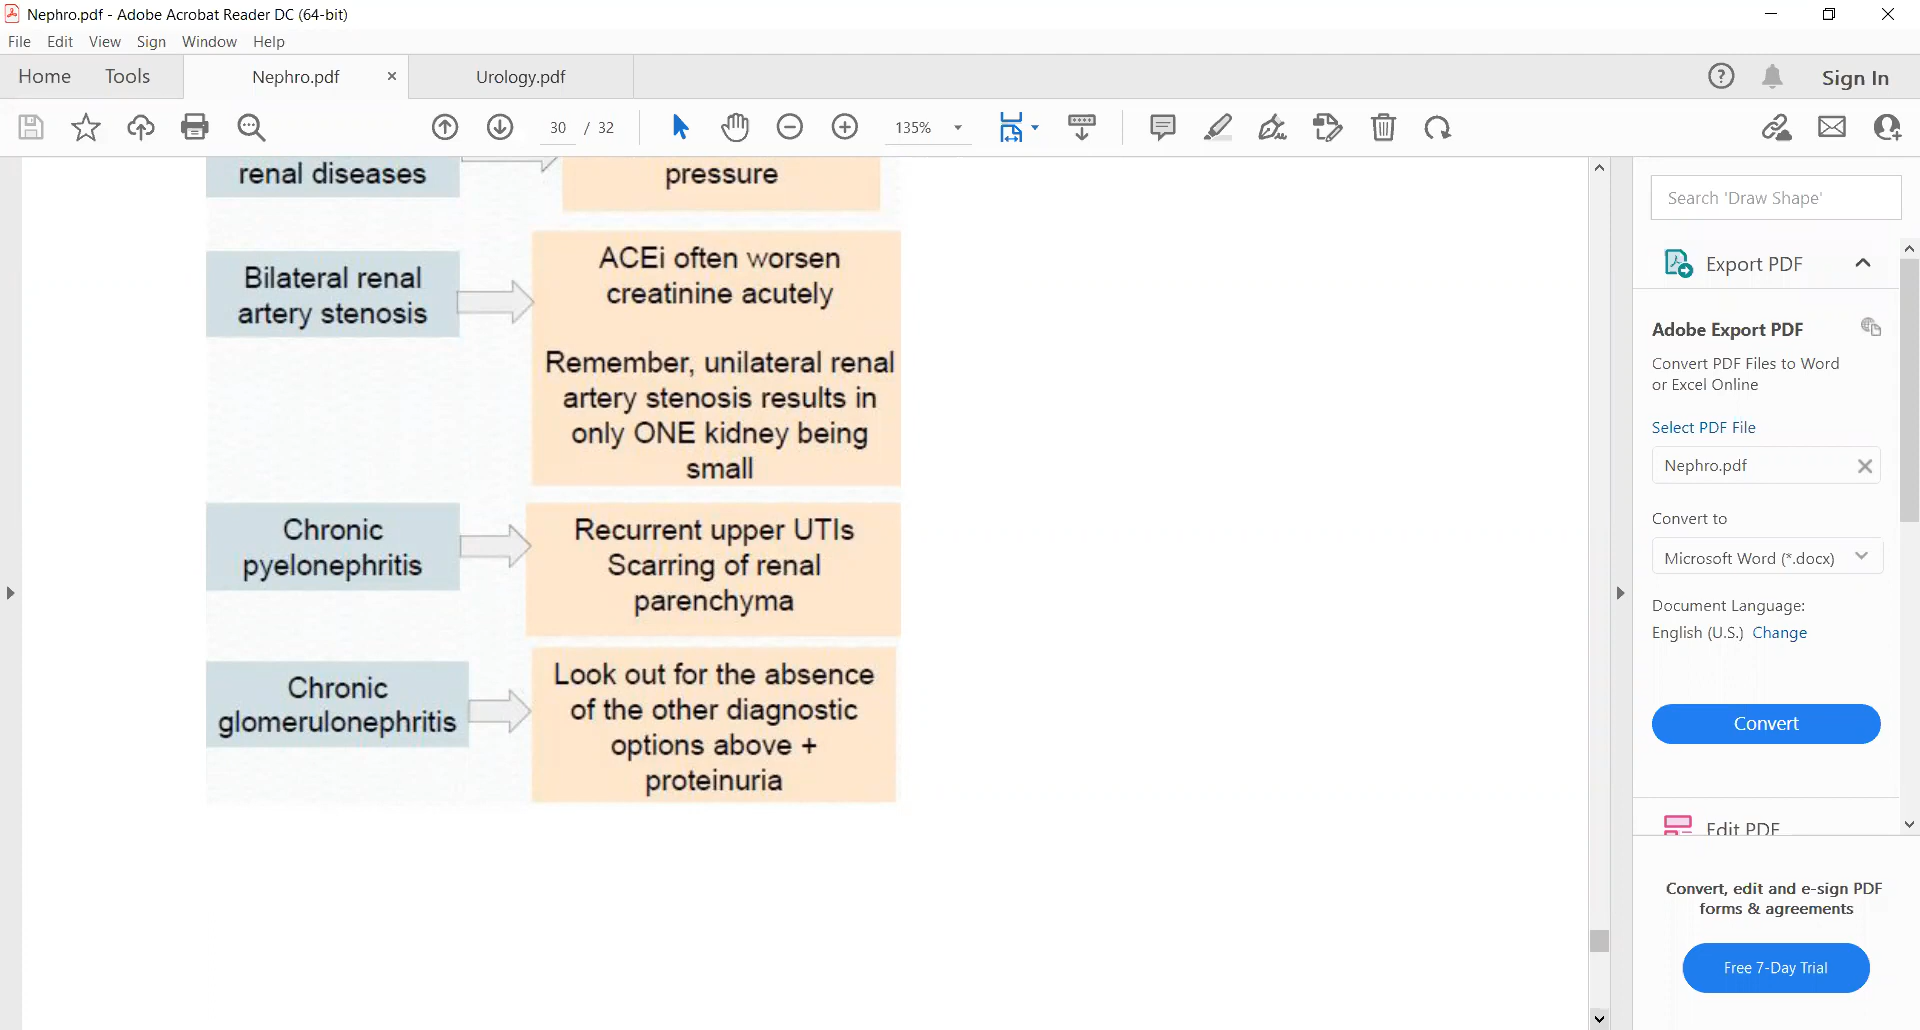 Nephro.pdf - Adobe Acrobat Reader DC (64-bit)
File Edit View Sign Window Help
Home Tools Nephro.pdf Urology.pdf Sign In
30 / 32 135%
renal diseases
pressure
Bilateral renal
artery stenosis
ACEi often worsen
creatinine acutely
Remember, unilateral renal
artery stenosis results in
only ONE kidney being
small
Chronic
pyelonephritis
Recurrent upper UTIs
Scarring of renal
parenchyma
Chronic
glomerulonephritis
Look out for the absence
of the other diagnostic
options above +
proteinuria
Search 'Draw Shape'
Export PDF
Adobe Export PDF
Convert PDF Files to Word
or Excel Online
Select PDF File
Nephro.pdf
Convert to
Microsoft Word (*.docx)
Document Language:
English (U.S.) Change
Convert
Edit PDF
Convert, edit and e-sign PDF
forms & agreements
Free 7-Day Trial